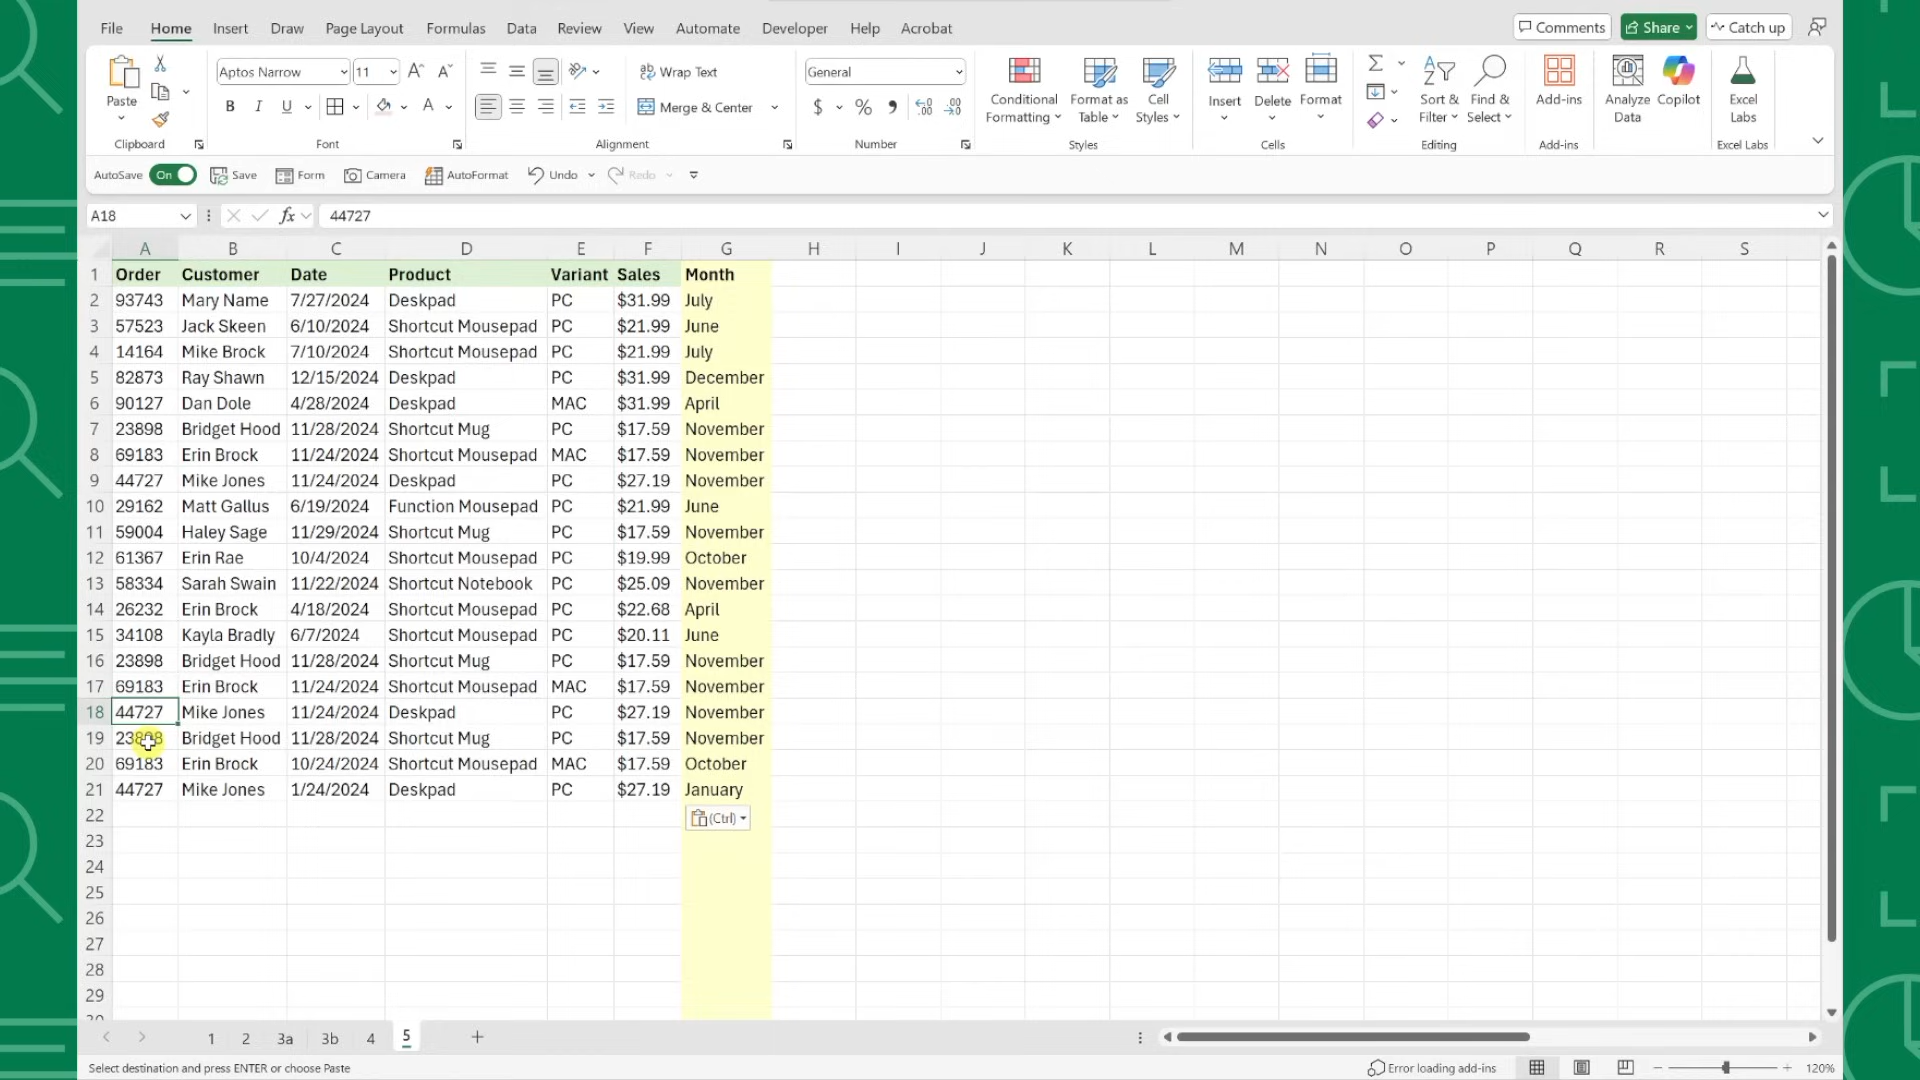 File Home Insert Draw Page Layout Formulas Data Review View Automate Developer Help Acrobat Comments Share Catch up
Paste Aptos Narrow 11 Wrap Text General Conditional Formatting Format as Table Cell Styles Insert Delete Format Sort & Filter Find & Select Add-ins Analyze Data Copilot Excel Labs
B I U Merge & Center $ % 9
Clipboard Font Alignment Number Styles Cells Editing Add-ins Excel Labs
AutoSave On Save Form Camera AutoFormat Undo Redo
A18 fx 44727
A B C D E F G H I J K L M N O P Q R S
1 Order Customer Date Product Variant Sales Month
2 93743 Mary Name 7/27/2024 Deskpad PC $31.99 July
3 57523 Jack Skeen 6/10/2024 Shortcut Mousepad PC $21.99 June
4 14164 Mike Brock 7/10/2024 Shortcut Mousepad PC $21.99 July
5 82873 Ray Shawn 12/15/2024 Deskpad PC $31.99 December
6 90127 Dan Dole 4/28/2024 Deskpad MAC $31.99 April
7 23898 Bridget Hood 11/28/2024 Shortcut Mug PC $17.59 November
8 69183 Erin Brock 11/24/2024 Shortcut Mousepad MAC $17.59 November
9 44727 Mike Jones 11/24/2024 Deskpad PC $27.19 November
10 29162 Matt Gallus 6/19/2024 Function Mousepad PC $21.99 June
11 59004 Haley Sage 11/29/2024 Shortcut Mug PC $17.59 November
12 61367 Erin Rae 10/4/2024 Shortcut Mousepad PC $19.99 October
13 58334 Sarah Swain 11/22/2024 Shortcut Notebook PC $25.09 November
14 26232 Erin Brock 4/18/2024 Shortcut Mousepad PC $22.68 April
15 34108 Kayla Bradly 6/7/2024 Shortcut Mousepad PC $20.11 June
16 23898 Bridget Hood 11/28/2024 Shortcut Mug PC $17.59 November
17 69183 Erin Brock 11/24/2024 Shortcut Mousepad MAC $17.59 November
18 44727 Mike Jones 11/24/2024 Deskpad PC $27.19 November
19 23898 Bridget Hood 11/28/2024 Shortcut Mug PC $17.59 November
20 69183 Erin Brock 10/24/2024 Shortcut Mousepad MAC $17.59 October
21 44727 Mike Jones 1/24/2024 Deskpad PC $27.19 January
22 (Ctrl)
23
24
25
26
27
28
29
1 2 3a 3b 4 5
Select destination and press ENTER or choose Paste Error loading add-ins 120%